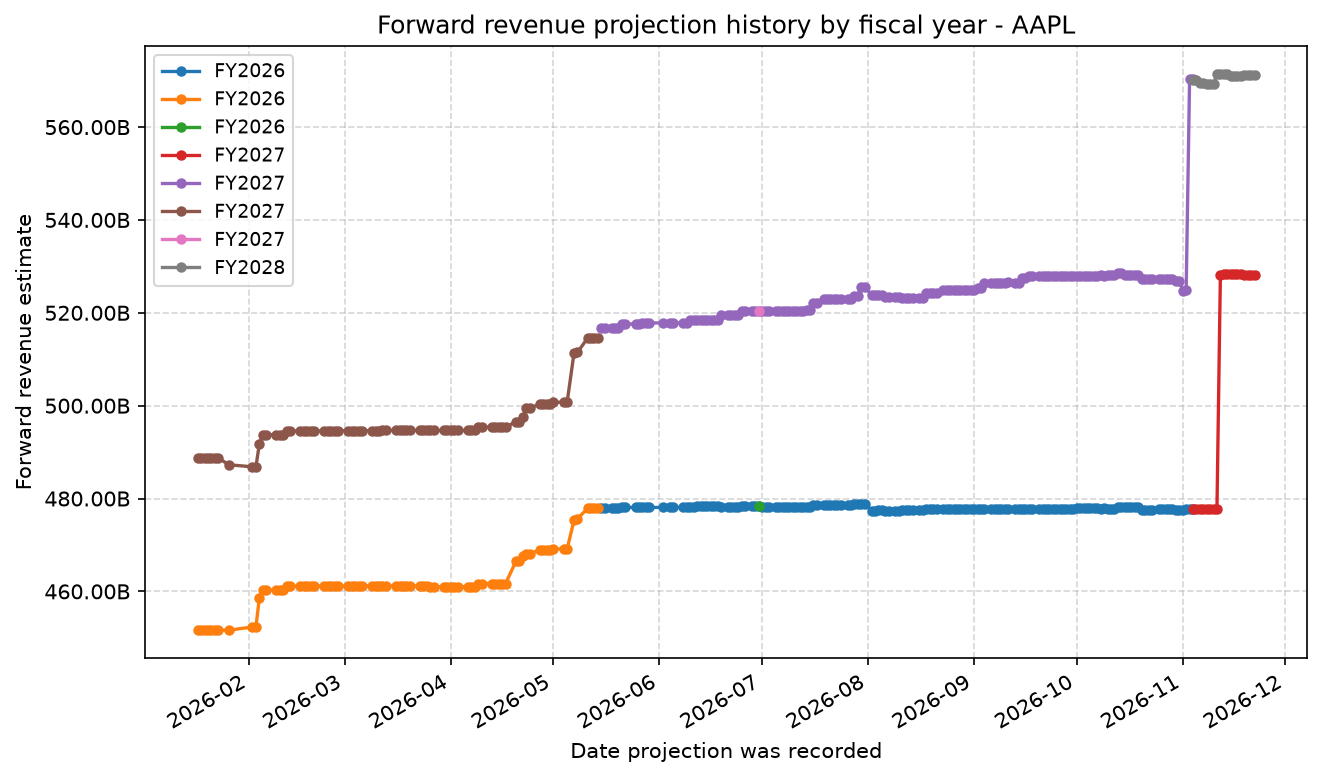 Forward revenue projection history by fiscal year - AAPL
FY2026
FY2026
FY2026
FY2027
FY2027
FY2027
FY2027
FY2028
560.00B
540.00B
520.00B
500.00B
480.00B
460.00B
Forward revenue estimate
2026-02
2026-03
2026-04
2026-05
2026-06
2026-07
2026-08
2026-09
2026-10
2026-11
2026-12
Date projection was recorded